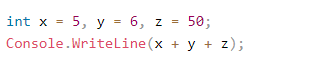 int x = 5, y = 6, z = 50;
Console.WriteLine(x + y + z);